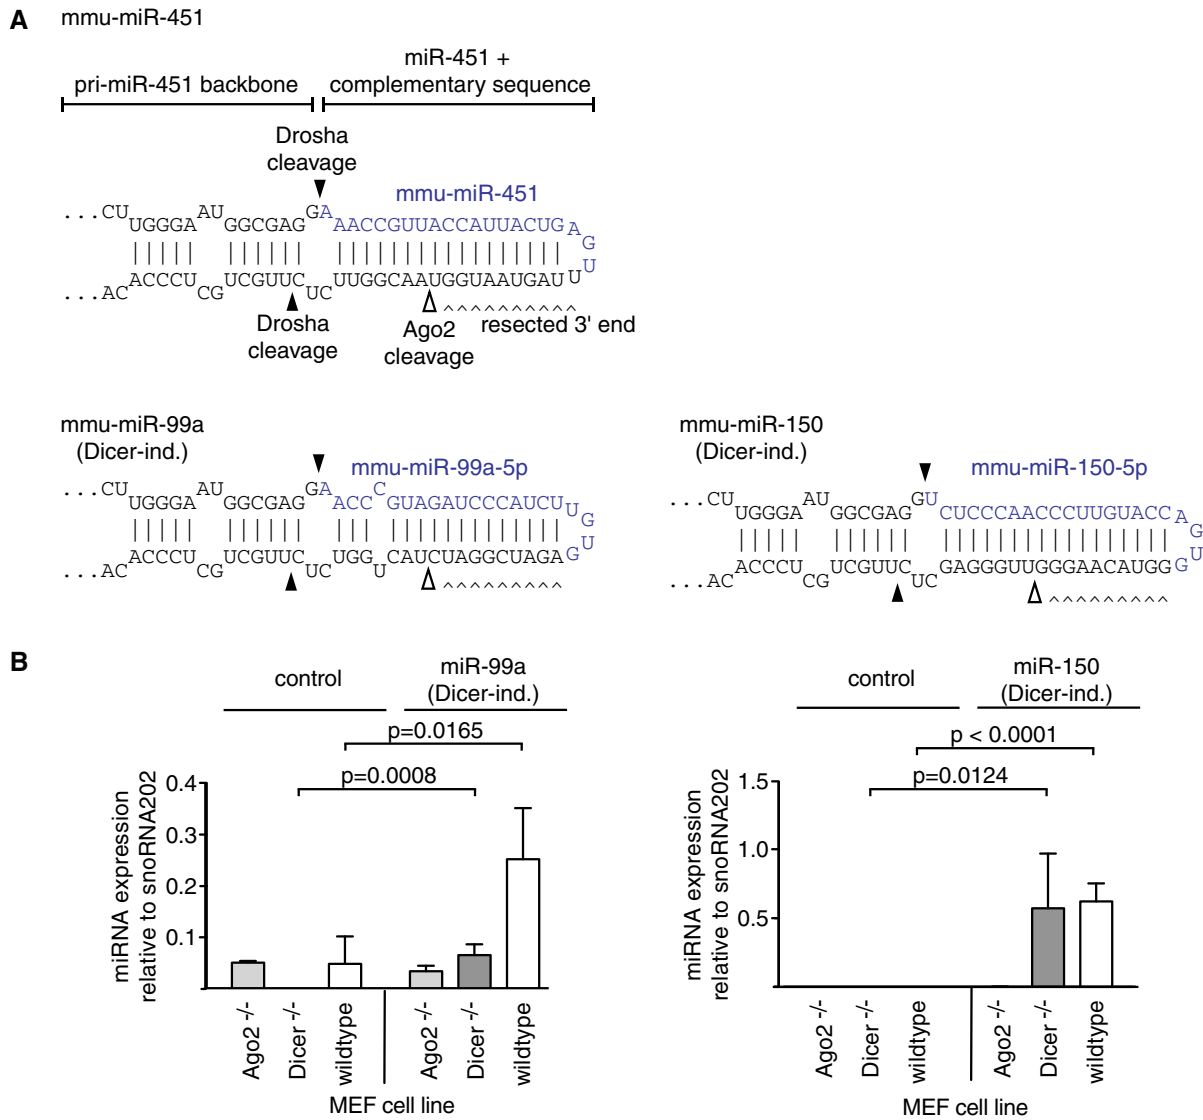 A
mmu-miR-451
pri-miR-451 backbone
miR-451 +
complementary sequence
Drosha
cleavage
mmu-miR-451
...CU UGGGA AU GGCGAG GA AACCGUUACCAUUACUG A G U
...AC ACCCU CG UCGUUC UC UUGGCAAUGGUAAUGAU U
Drosha
cleavage
Ago2
cleavage
^^^^^^^^^^
resected 3' end
mmu-miR-99a
(Dicer-ind.)
mmu-miR-99a-5p
...CU UGGGA AU GGCGAG GA ACC C GUAGAUCCCAUCU U G U G
...AC ACCCU CG UCGUUC UC UGG U CAUCUAGGCUAGA
^^^^^^^^^
mmu-miR-150
(Dicer-ind.)
mmu-miR-150-5p
...CU UGGGA AU GGCGAG GU CUCCCAACCCUUGUACC A G U G
...AC ACCCU CG UCGUUC UC GAGGGUUGGGAACAUGG
^^^^^^^^^
B
control
miR-99a
(Dicer-ind.)
p=0.0165
p=0.0008
miRNA expression
relative to snoRNA202
0.4
0.3
0.2
0.1
Ago2 -/-
Dicer -/-
wildtype
Ago2 -/-
Dicer -/-
wildtype
MEF cell line
control
miR-150
(Dicer-ind.)
p < 0.0001
p=0.0124
miRNA expression
relative to snoRNA202
1.5
1.0
0.5
Ago2 -/-
Dicer -/-
wildtype
Ago2 -/-
Dicer -/-
wildtype
MEF cell line